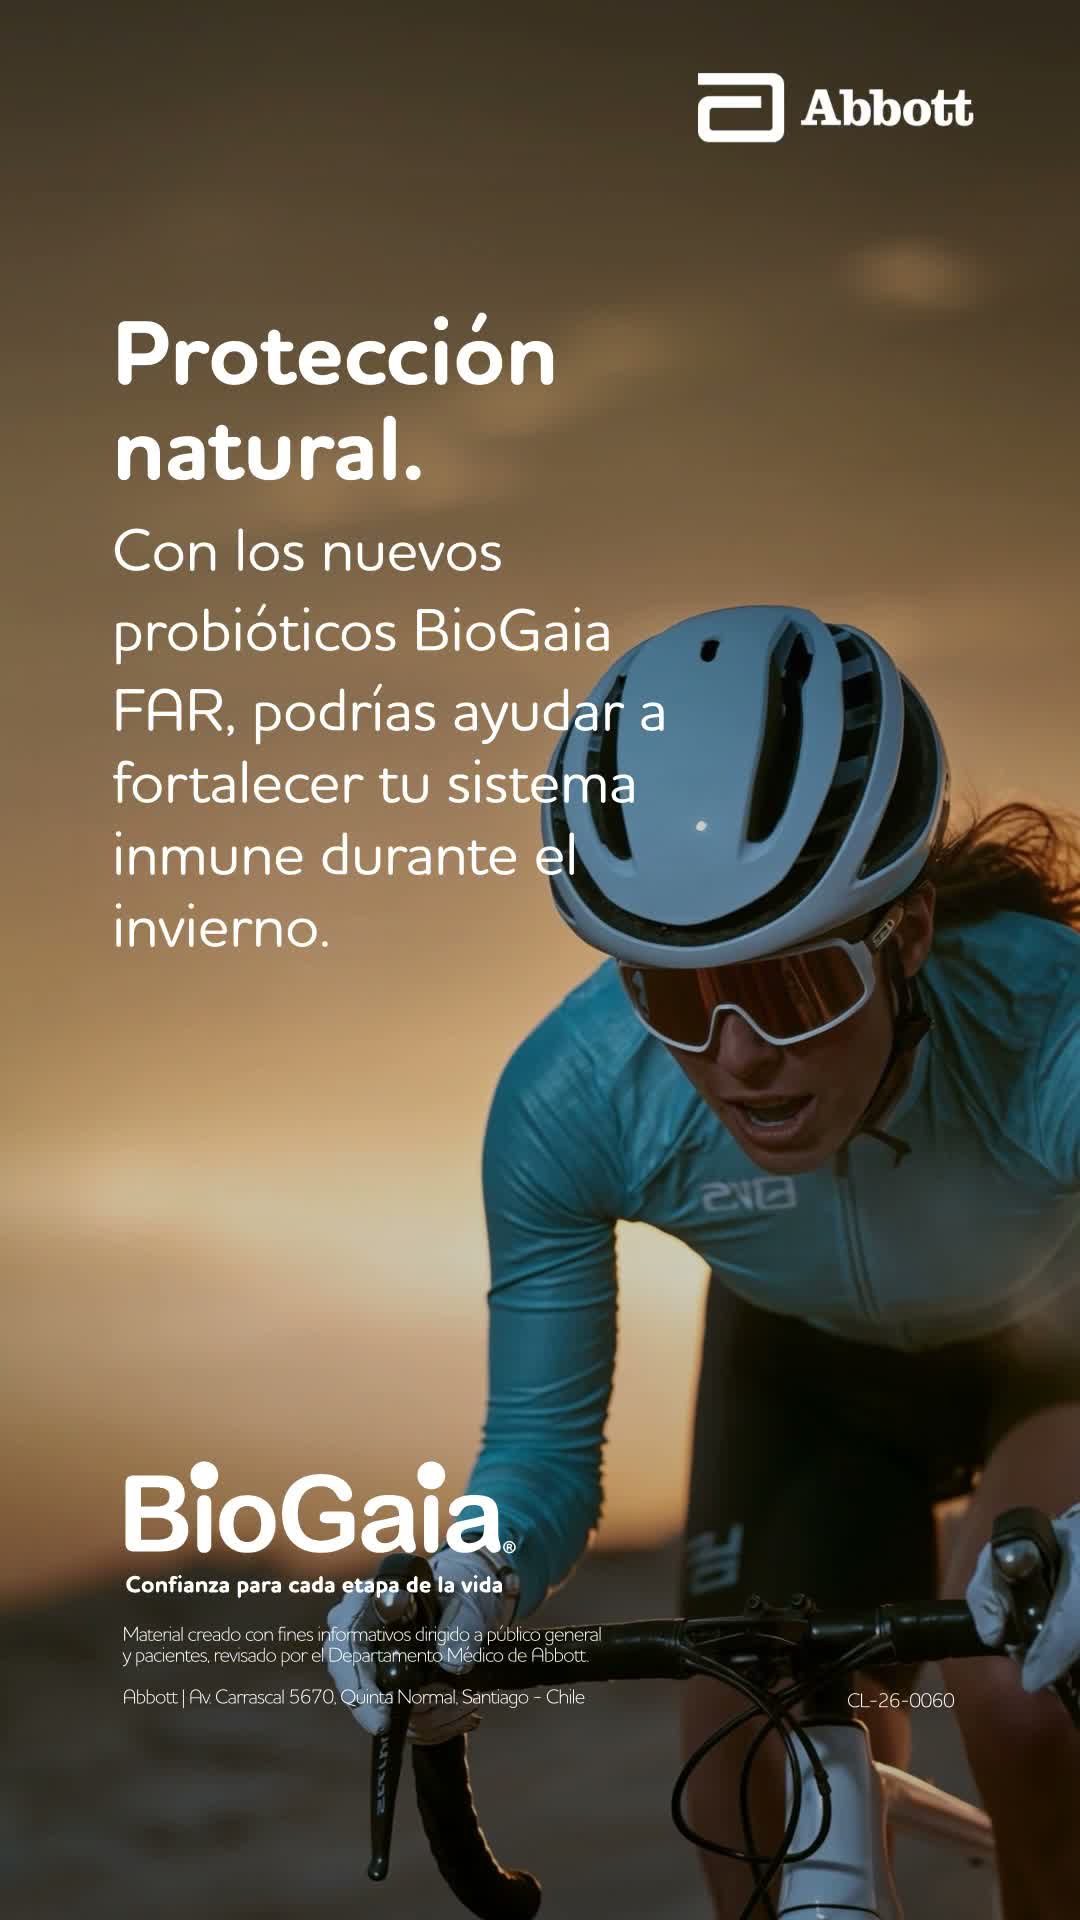 Abbott
Protección
natural.
Con los nuevos
probióticos BioGaia
FAR, podrías ayudar a
fortalecer tu sistema
inmune durante el
invierno.
BioGaia®
Confianza para cada etapa de la vida
Material creado con fines informativos dirigido a público general
y pacientes, revisado por el Departamento Médico de Abbott.
Abbott | Av. Carrascal 5670, Quinta Normal, Santiago - Chile
CL-26-0060